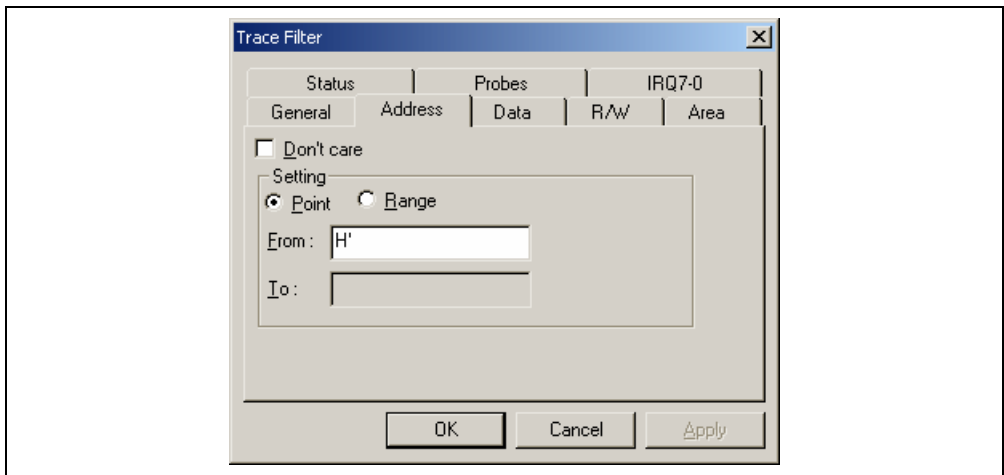 Trace Filter
Status Probes IRQ7-0
General Address Data R/W Area
Don't care
Setting
Point Range
From : H'
To :
OK Cancel Apply